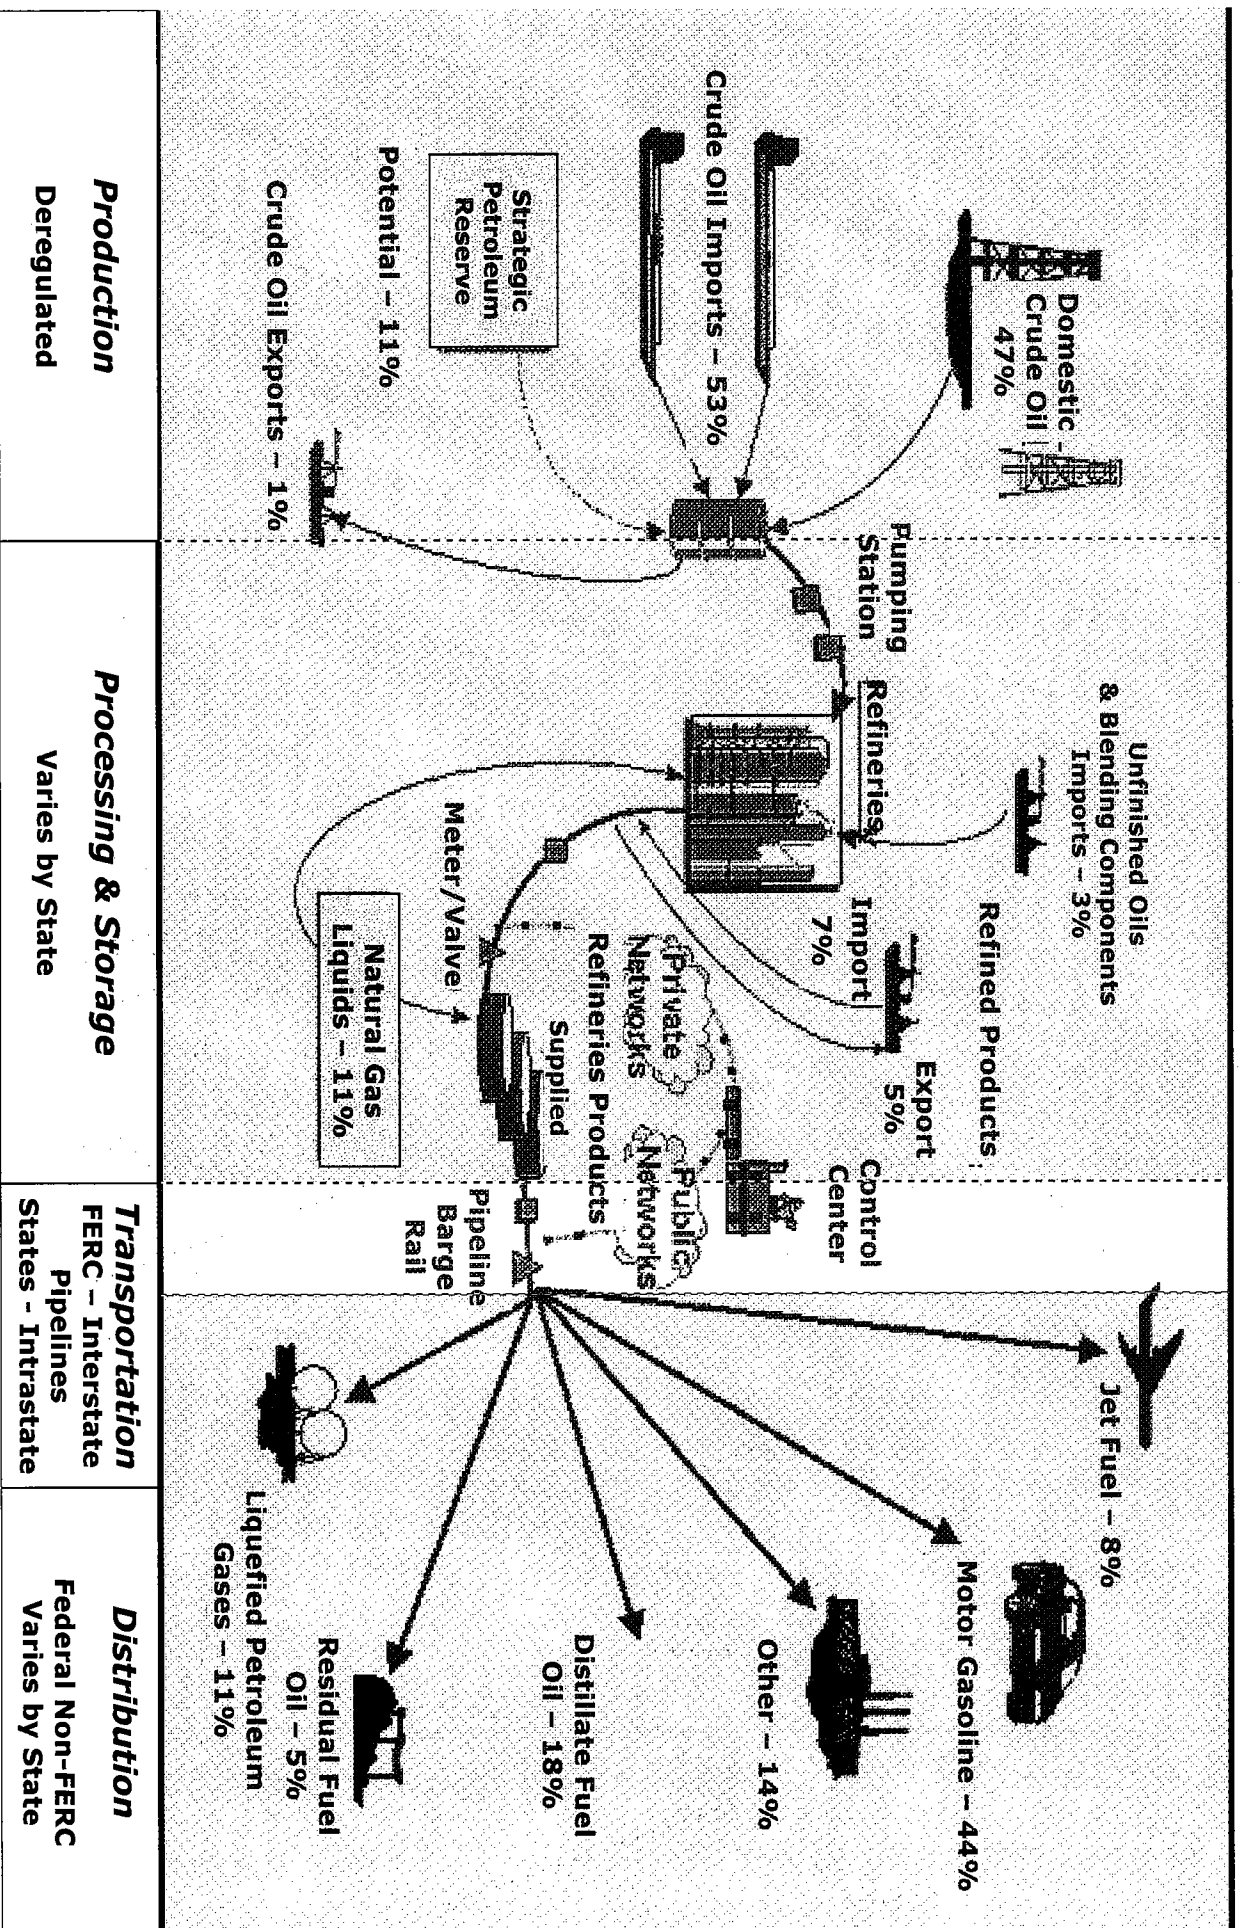 Domestic -
Crude Oil
47%
Crude Oil Imports – 53%
Strategic
Petroleum
Reserve
Potential – 11%
Crude Oil Exports – 1%
Pumping
Station
Refineries
Unfinished Oils
& Blending Components
Imports – 3%
Refined Products
Import
7%
Export
5%
Control
Center
Private
Networks
Public
Networks
Refineries Products
Supplied
Meter/Valve
Natural Gas
Liquids – 11%
Pipeline
Barge
Rail
Jet Fuel – 8%
Motor Gasoline – 44%
Other – 14%
Distillate Fuel
Oil – 18%
Residual Fuel
Oil – 5%
Liquefied Petroleum
Gases – 11%
Production
Deregulated
Processing & Storage
Varies by State
Transportation
FERC – Interstate
Pipelines
States – Intrastate
Distribution
Federal Non-FERC
Varies by State